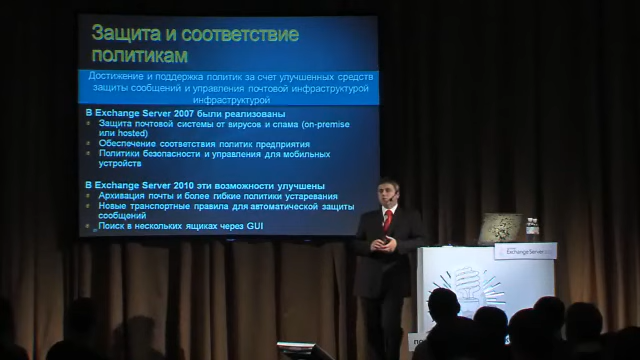 Защита и соответствие
политикам
Достижение и поддержка политик за счет улучшенных средств
защиты сообщений и управления почтовой инфраструктурой
инфраструктурой
В Exchange Server 2007 были реализованы
Защита почтовой системы от вирусов и спама (on-premise
или hosted)
Обеспечение соответствия политик предприятия
Политики безопасности и управления для мобильных
устройств
В Exchange Server 2010 эти возможности улучшены
Архивация почты и более гибкие политики устаревания
Новые транспортные правила для автоматической защиты
сообщений
Поиск в нескольких ящиках через GUI
Exchange Server